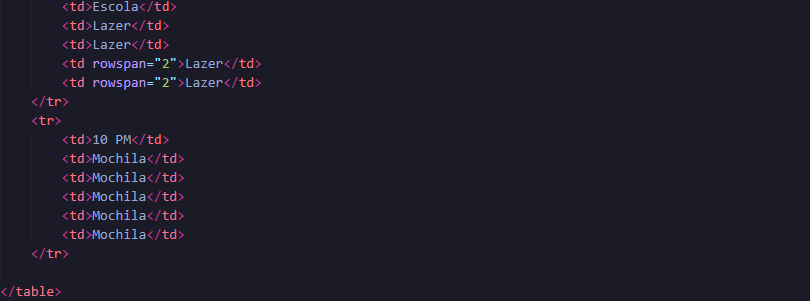 <td>Escola</td>
<td>Lazer</td>
<td>Lazer</td>
<td rowspan="2">Lazer</td>
<td rowspan="2">Lazer</td>
</tr>
<tr>
<td>10 PM</td>
<td>Mochila</td>
<td>Mochila</td>
<td>Mochila</td>
<td>Mochila</td>
<td>Mochila</td>
</tr>
</table>